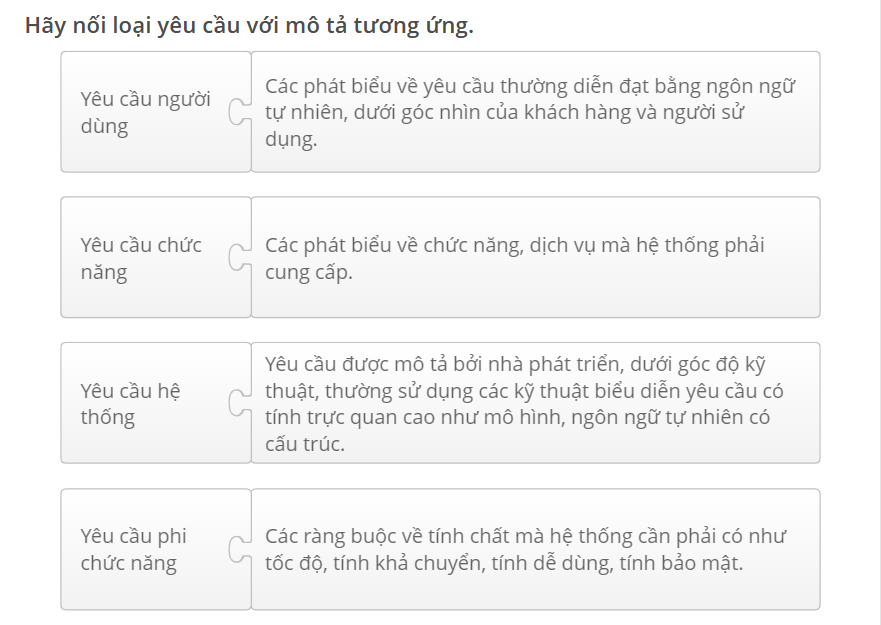 Hãy nối loại yêu cầu với mô tả tương ứng.
Yêu cầu người
dùng
Các phát biểu về yêu cầu thường diễn đạt bằng ngôn ngữ
tự nhiên, dưới góc nhìn của khách hàng và người sử
dụng.
Yêu cầu chức
năng
Các phát biểu về chức năng, dịch vụ mà hệ thống phải
cung cấp.
Yêu cầu hệ
thống
Yêu cầu được mô tả bởi nhà phát triển, dưới góc độ kỹ
thuật, thường sử dụng các kỹ thuật biểu diễn yêu cầu có
tính trực quan cao như mô hình, ngôn ngữ tự nhiên có
cấu trúc.
Yêu cầu phi
chức năng
Các ràng buộc về tính chất mà hệ thống cần phải có như
tốc độ, tính khả chuyển, tính dễ dùng, tính bảo mật.